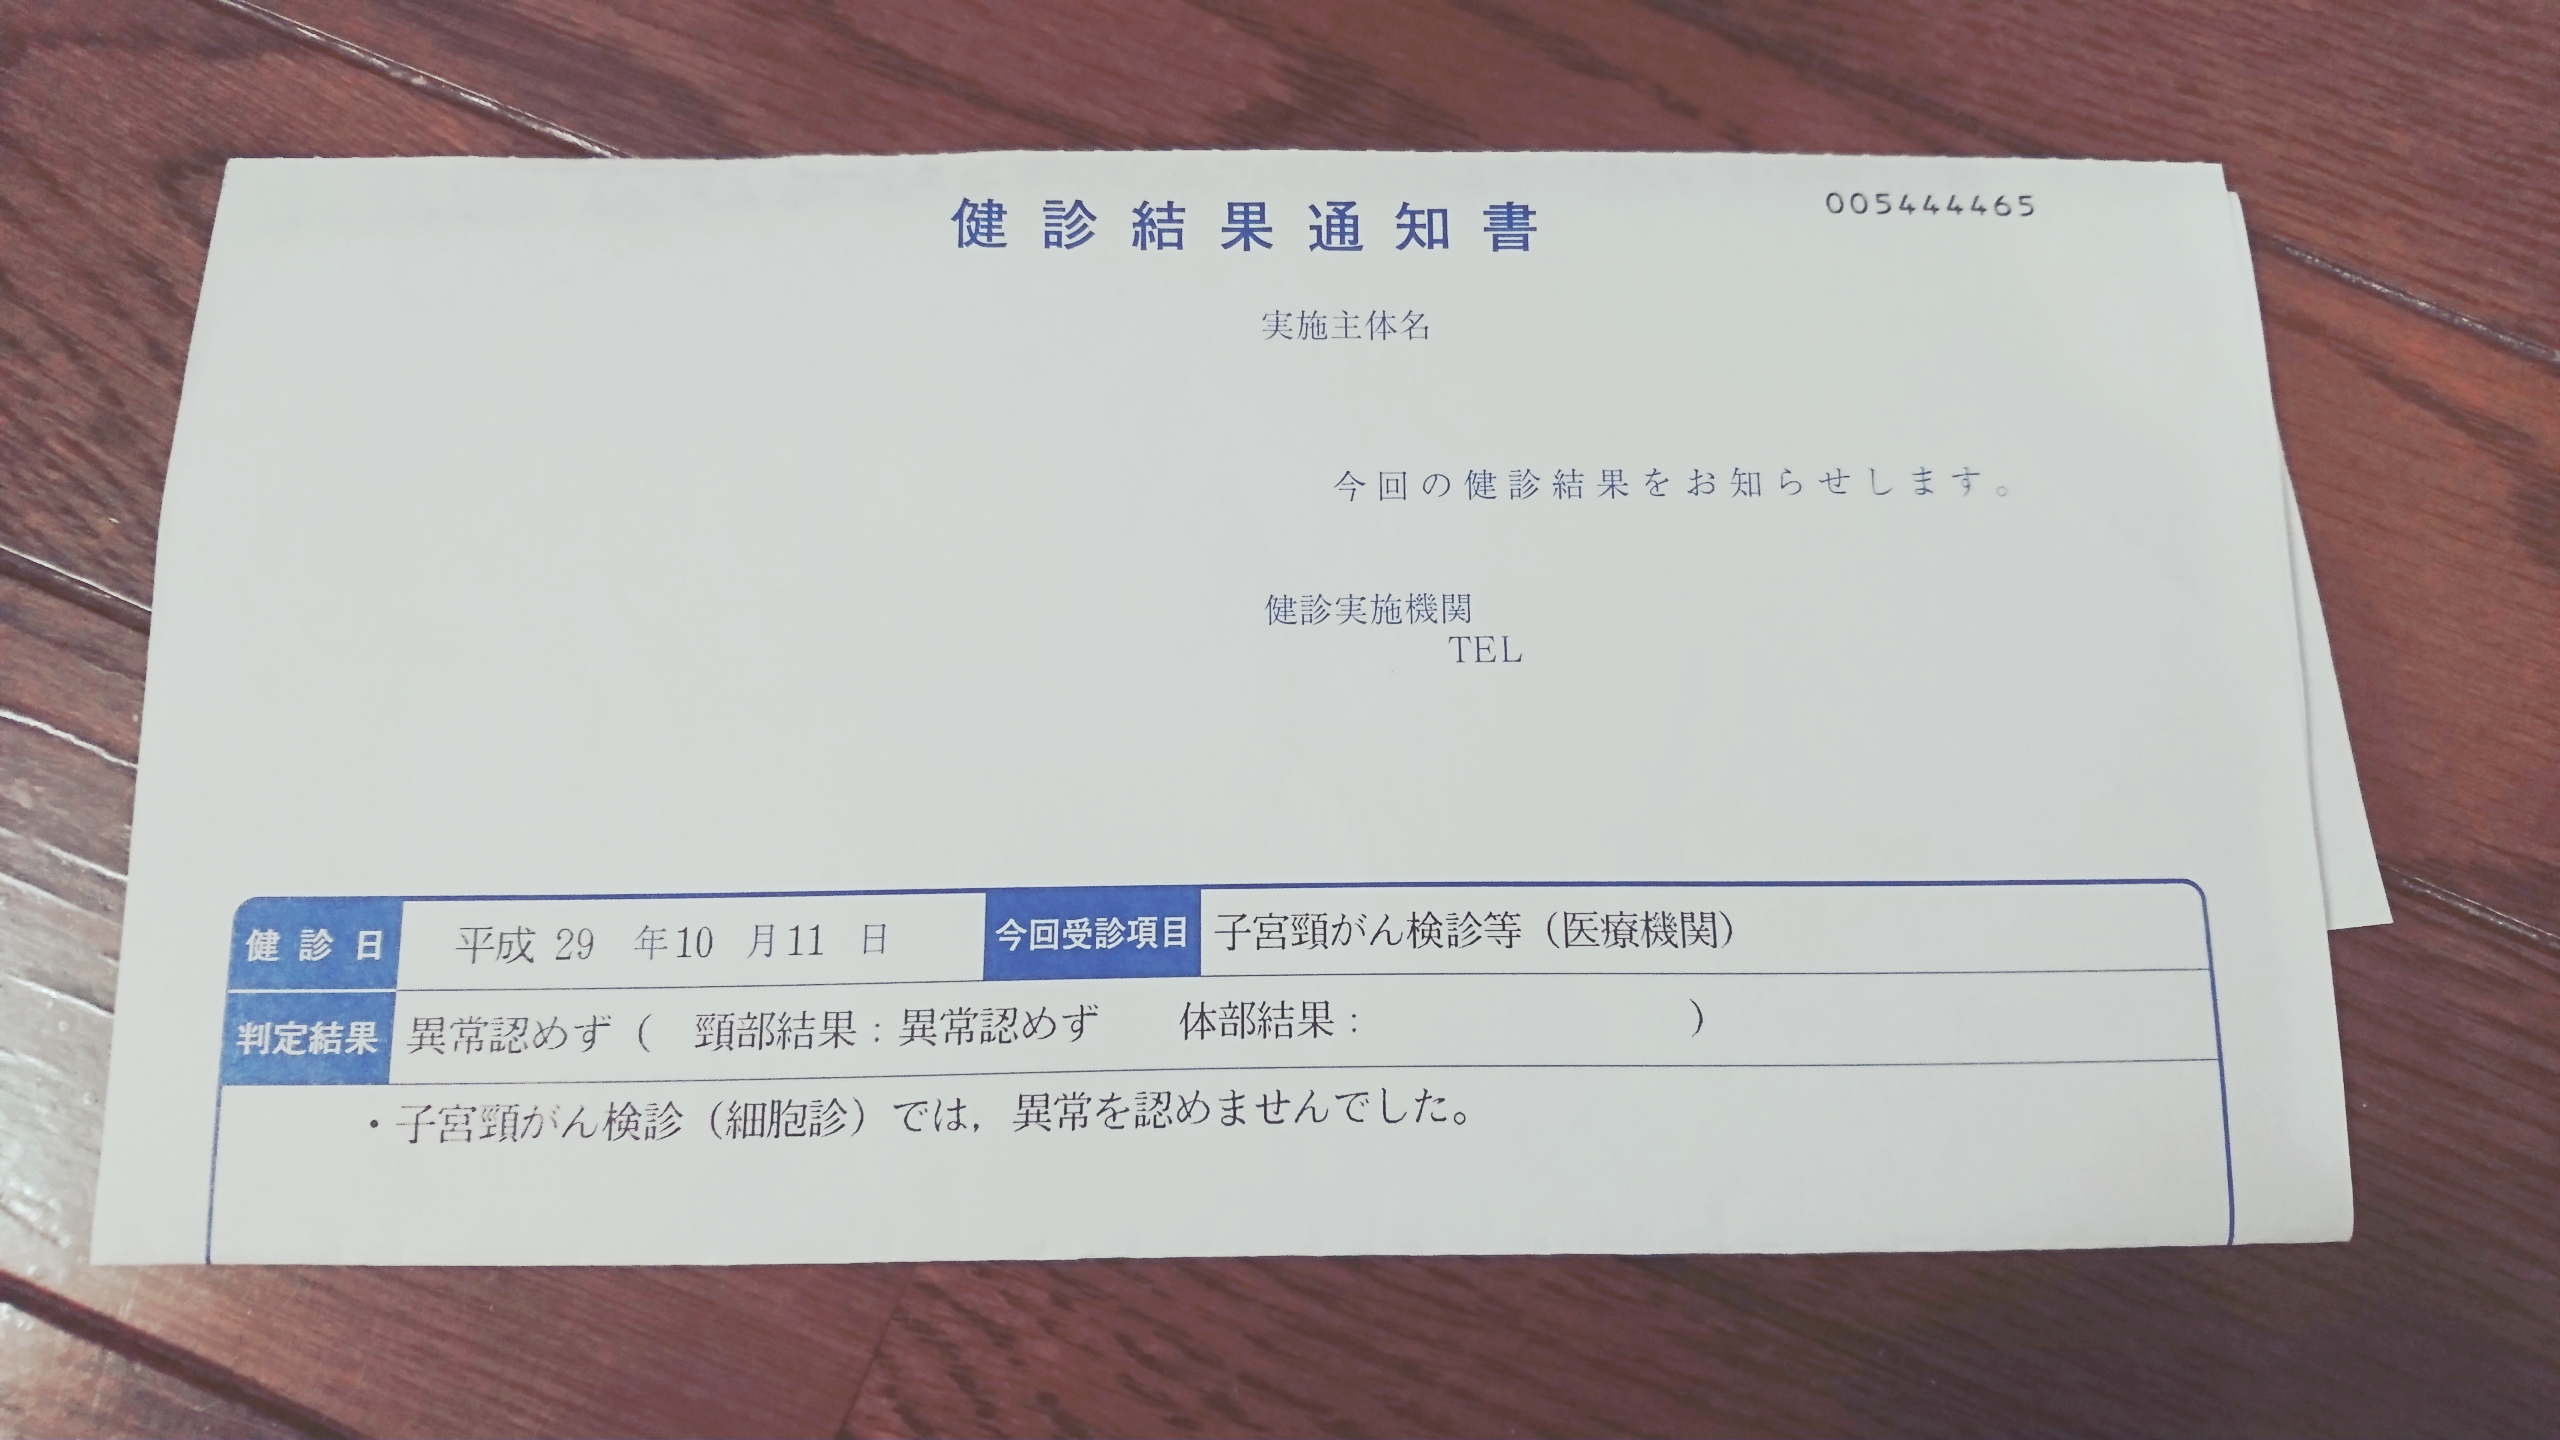 健診結果通知書
005444465
実施主体名
今回の健診結果をお知らせします。
健診実施機関
TEL
健診日 平成 29 年10 月11 日 今回受診項目 子宮頸がん検診等（医療機関）
判定結果 異常認めず（ 頸部結果：異常認めず 体部結果： ）
・子宮頸がん検診（細胞診）では，異常を認めませんでした。